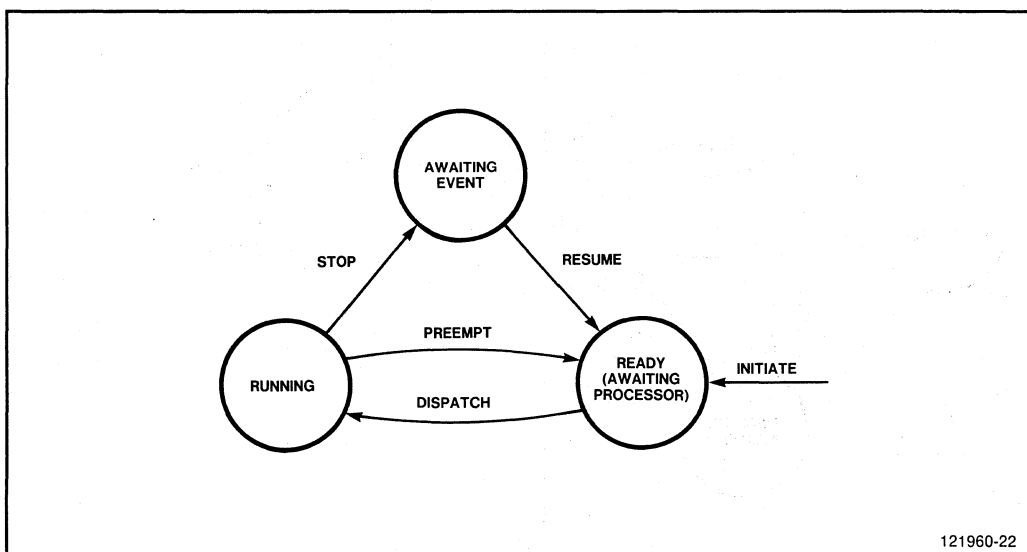 AWAITING
EVENT
STOP
RESUME
PREEMPT
RUNNING
READY
(AWAITING
PROCESSOR)
INITIATE
DISPATCH
121960-22